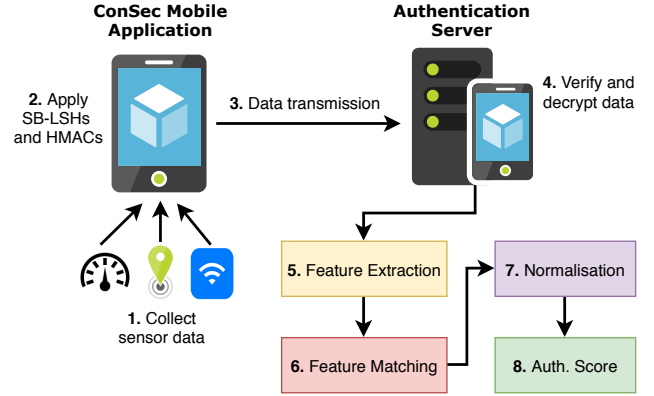 ConSec Mobile
Application
Authentication
Server
2. Apply
SB-LSHs
and HMACs
3. Data transmission
4. Verify and
decrypt data
1. Collect
sensor data
5. Feature Extraction
7. Normalisation
6. Feature Matching
8. Auth. Score